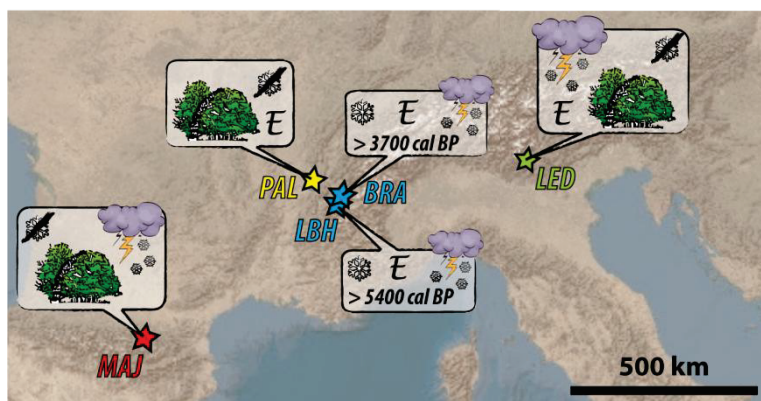 E
E
> 3700 cal BP
E
PAL
BRA
LED
LBH
E
> 5400 cal BP
MAJ
500 km